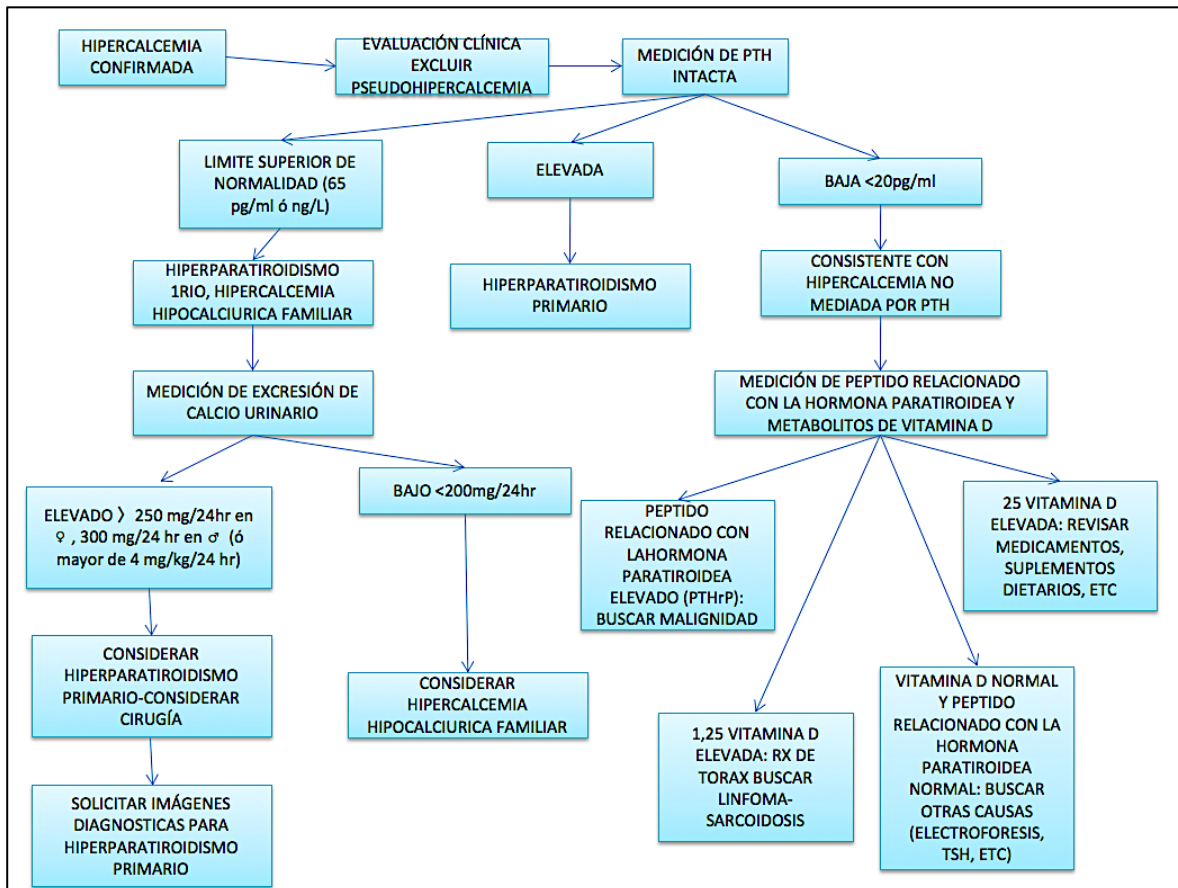 HIPERCALCEMIA
CONFIRMADA
EVALUACIÓN CLÍNICA
EXCLUIR
PSEUDOHIPERCALCEMIA
MEDICIÓN DE PTH
INTACTA
LIMITE SUPERIOR DE
NORMALIDAD (65
pg/ml ó ng/L)
ELEVADA
BAJA <20pg/ml
HIPERPARATIROIDISMO
1RIO, HIPERCALCEMIA
HIPOCALCIURICA FAMILIAR
HIPERPARATIROIDISMO
PRIMARIO
CONSISTENTE CON
HIPERCALCEMIA NO
MEDIADA POR PTH
MEDICIÓN DE EXCRESIÓN DE
CALCIO URINARIO
MEDICIÓN DE PEPTIDO RELACIONADO
CON LA HORMONA PARATIROIDEA Y
METABOLITOS DE VITAMINA D
ELEVADO 〉 250 mg/24hr en
♀ , 300 mg/24 hr en ♂ (ó
mayor de 4 mg/kg/24 hr)
BAJO <200mg/24hr
PEPTIDO
RELACIONADO CON
LAHORMONA
PARATIROIDEA
ELEVADO (PTHrP):
BUSCAR MALIGNIDAD
25 VITAMINA D
ELEVADA: REVISAR
MEDICAMENTOS,
SUPLEMENTOS
DIETARIOS, ETC
CONSIDERAR
HIPERPARATIROIDISMO
PRIMARIO-CONSIDERAR
CIRUGÍA
CONSIDERAR
HIPERCALCEMIA
HIPOCALCIURICA FAMILIAR
1,25 VITAMINA D
ELEVADA: RX DE
TORAX BUSCAR
LINFOMA-
SARCOIDOSIS
VITAMINA D NORMAL
Y PEPTIDO
RELACIONADO CON LA
HORMONA
PARATIROIDEA
NORMAL: BUSCAR
OTRAS CAUSAS
(ELECTROFORESIS,
TSH, ETC)
SOLICITAR IMÁGENES
DIAGNOSTICAS PARA
HIPERPARATIROIDISMO
PRIMARIO